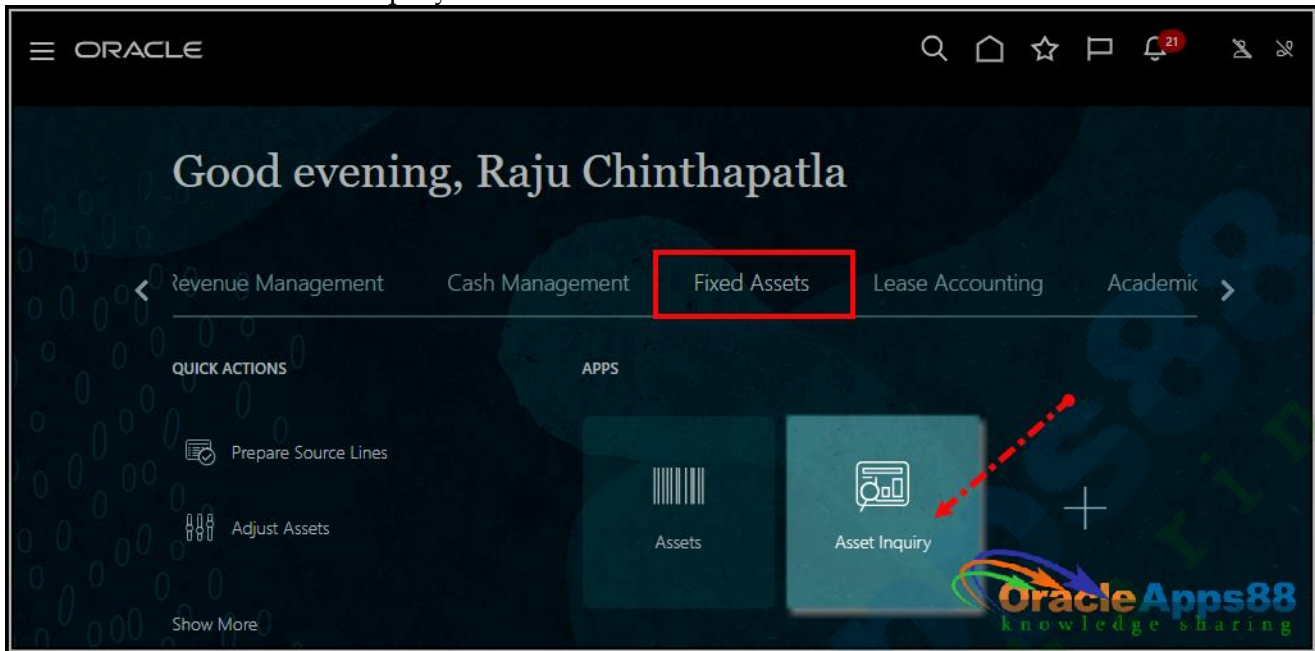 ORACLE
21
Good evening, Raju Chinthapatla
Revenue Management Cash Management Fixed Assets Lease Accounting Academic
QUICK ACTIONS
APPS
Prepare Source Lines
Adjust Assets
Show More
Assets
Asset Inquiry
OracleApps88
knowledge sharing